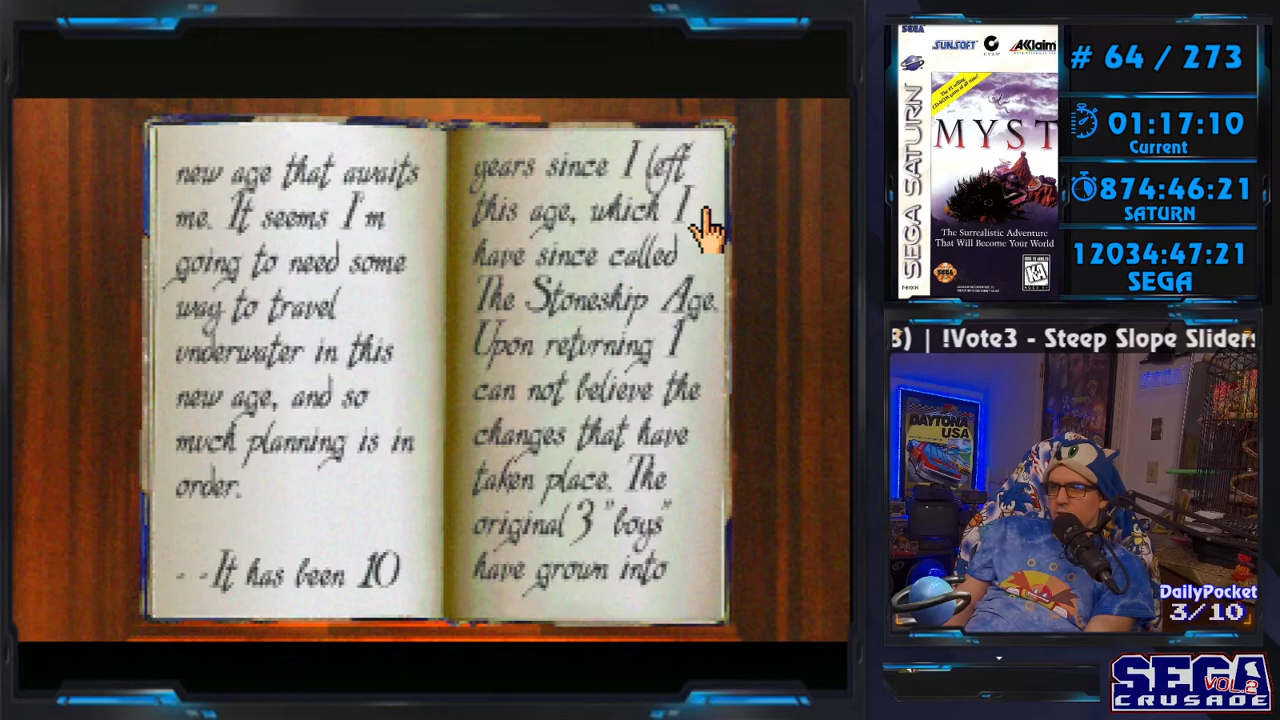 new age that awaits
me. It seems I'm
going to need some
way to travel
underwater in this
new age, and so
much planning is in
order.
- -It has been 10
years since I left
this age, which I
have since called
The Stoneship Age.
Upon returning I
can not believe the
changes that have
taken place. The
original 3 "boys"
have grown into
SEGA
SUNSOFT
CYAN
AKlaim
SEGA SATURN
MYST
The Surrealistic Adventure
That Will Become Your World
SEGA
K-A
# 64 / 273
01:17:10
Current
874:46:21
SATURN
12034:47:21
SEGA
3) | !Vote3 - Steep Slope Sliders
DAYTONA
USA
DailyPocket
3/10
SEGA
VOL.2
CRUSADE